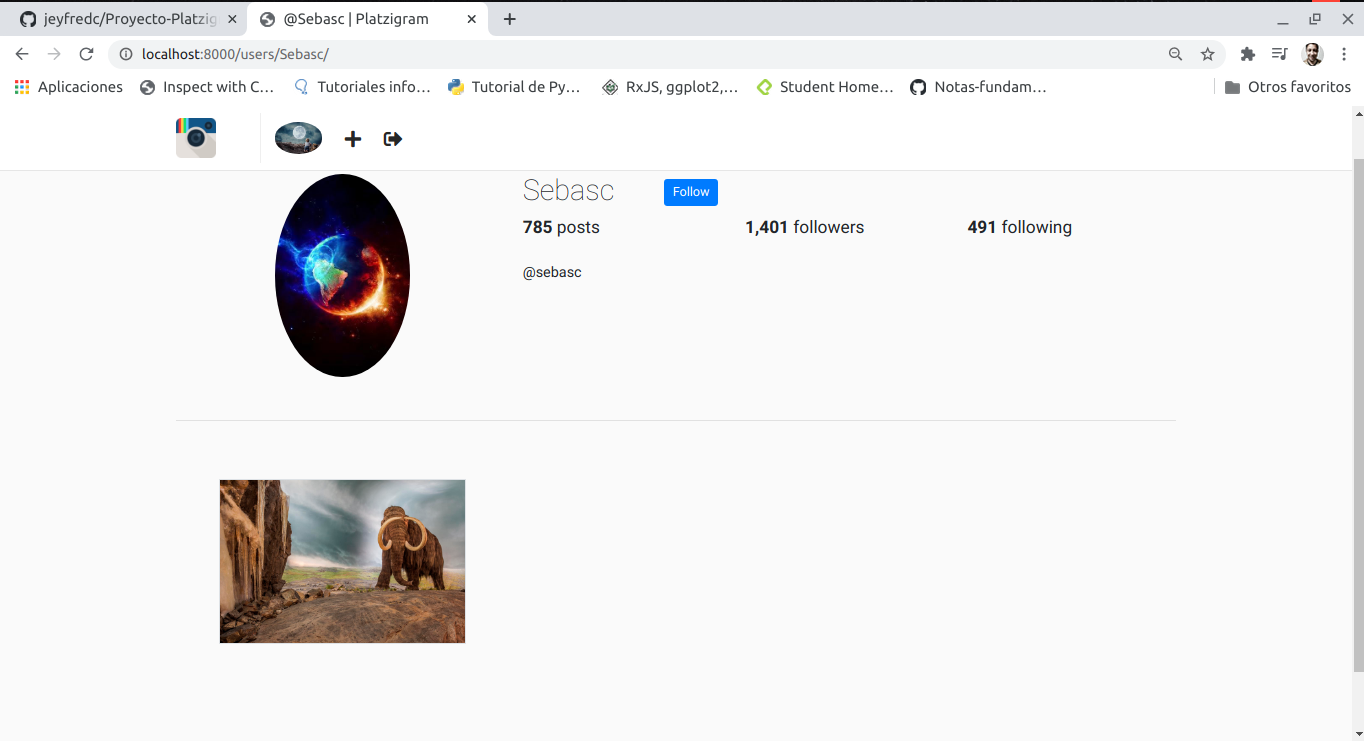 jeyfredc/Proyecto-Platzig
@Sebasc | Platzigram
localhost:8000/users/Sebasc/
Aplicaciones Inspect with C... Tutoriales info... Tutorial de Py... RxJS, ggplot2,... Student Home... Notas-fundam... Otros favoritos
Sebasc Follow
785 posts 1,401 followers 491 following
@sebasc